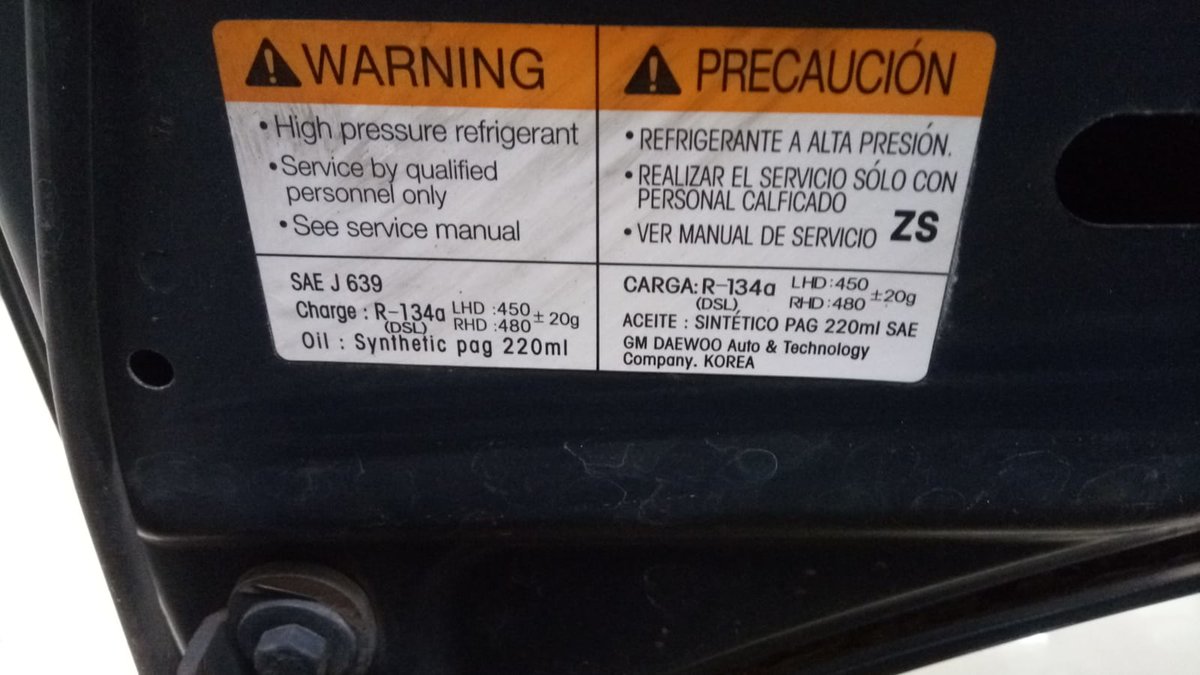 WARNING
• High pressure refrigerant
• Service by qualified
personnel only
• See service manual
SAE J 639
Charge : R-134a LHD :450 ± 20g
(DSL) RHD :480
Oil : Synthetic pag 220ml
PRECAUCIÓN
• REFRIGERANTE A ALTA PRESIÓN.
• REALIZAR EL SERVICIO SÓLO CON
PERSONAL CALFICADO
• VER MANUAL DE SERVICIO ZS
CARGA: R-134a LHD:450 ±20g
(DSL) RHD:480
ACEITE : SINTÉTICO PAG 220ml SAE
GM DAEWOO Auto & Technology
Company. KOREA